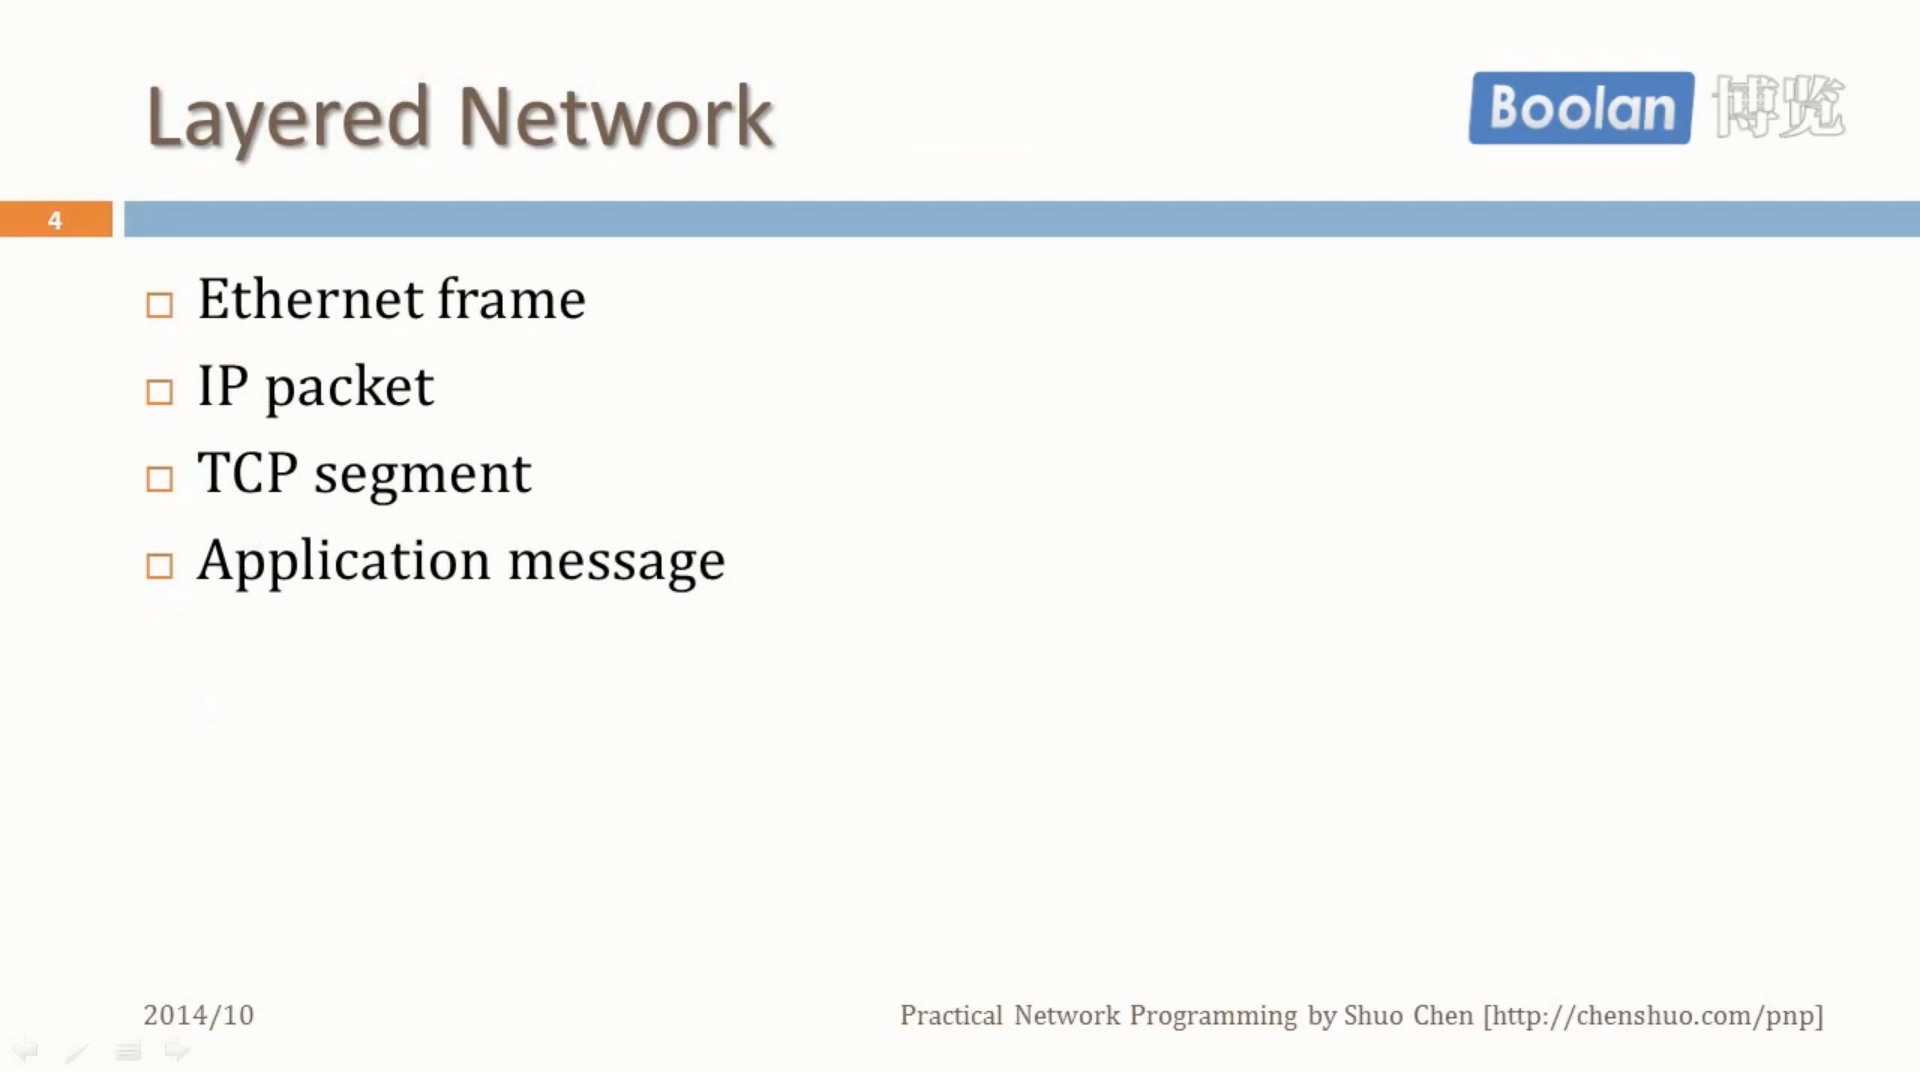 Layered Network
Boolan 博览
4
Ethernet frame
IP packet
TCP segment
Application message
2014/10
Practical Network Programming by Shuo Chen [http://chenshuo.com/pnp]